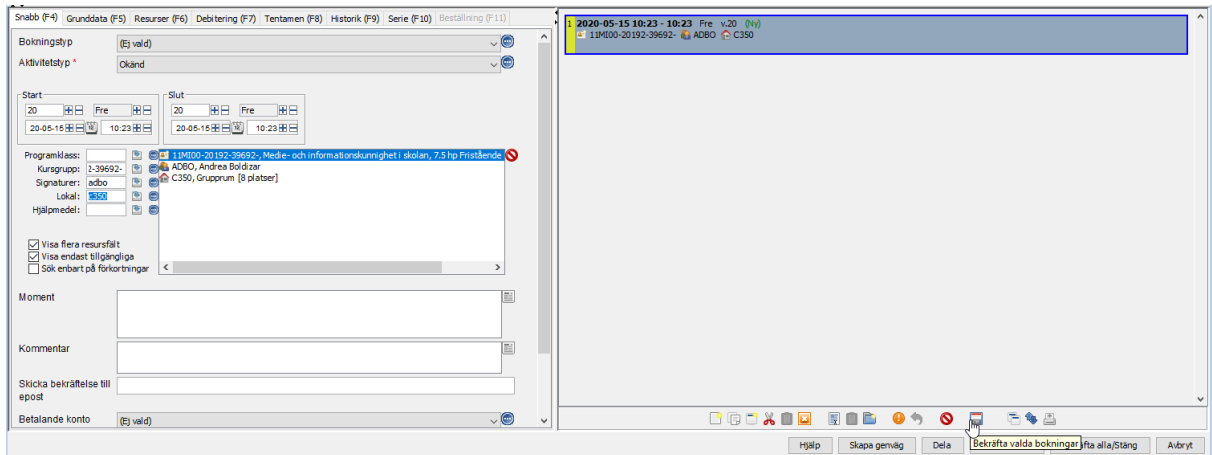 Snabb (F4) Grunddata (F5) Resurser (F6) Debitering (F7) Tentamen (F8) Historik (F9) Serie (F10) Beställning (F11)
Bokningstyp (Ej vald)
Aktivitetstyp * Okänd
Start Slut
20 Fre 20 Fre
20-05-15 10:23 20-05-15 10:23
Programklass:
Kursgrupp: 2-39692-
Signaturer: adbo
Lokal: c350
Hjälpmedel:
11MI00-20192-39692-, Medie- och informationskunnighet i skolan, 7.5 hp Fristående
ADBO, Andrea Boldizar
C350, Grupprum [8 platser]
Visa flera resursfält
Visa endast tillgängliga
Sök enbart på förkortningar
Moment
Kommentar
Skicka bekräftelse till
epost
Betalande konto (Ej vald)
1 2020-05-15 10:23 - 10:23 Fre v.20 (Ny)
11MI00-20192-39692- ADBO C350
Bekräfta valda bokningar
Hjälp Skapa genväg Dela fta alla/Stäng Avbryt